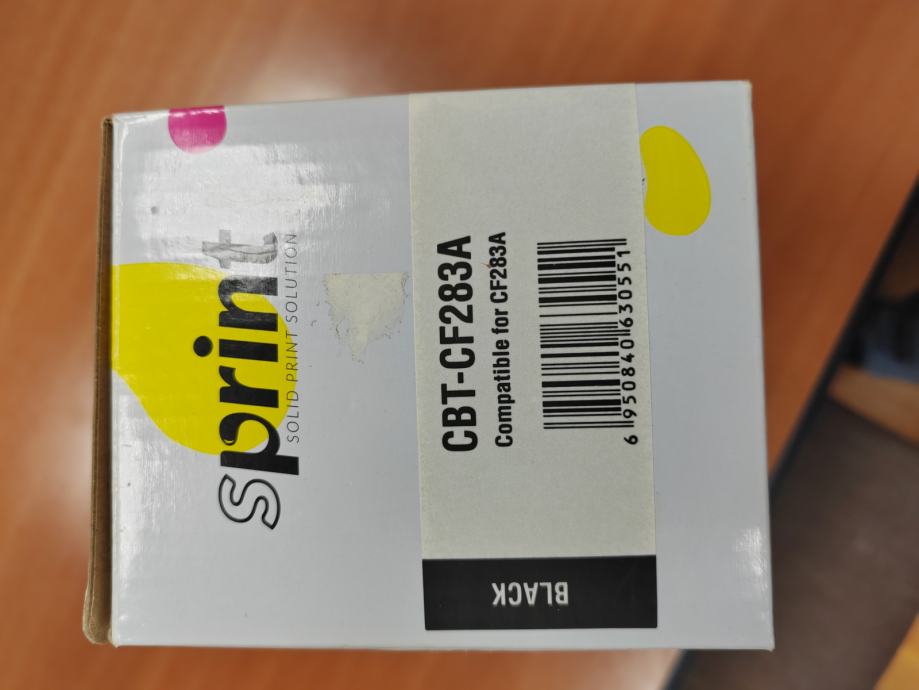 sprint
SOLID PRINT SOLUTION
CBT-CF283A
Compatible for CF283A
6 950840 630551
BLACK